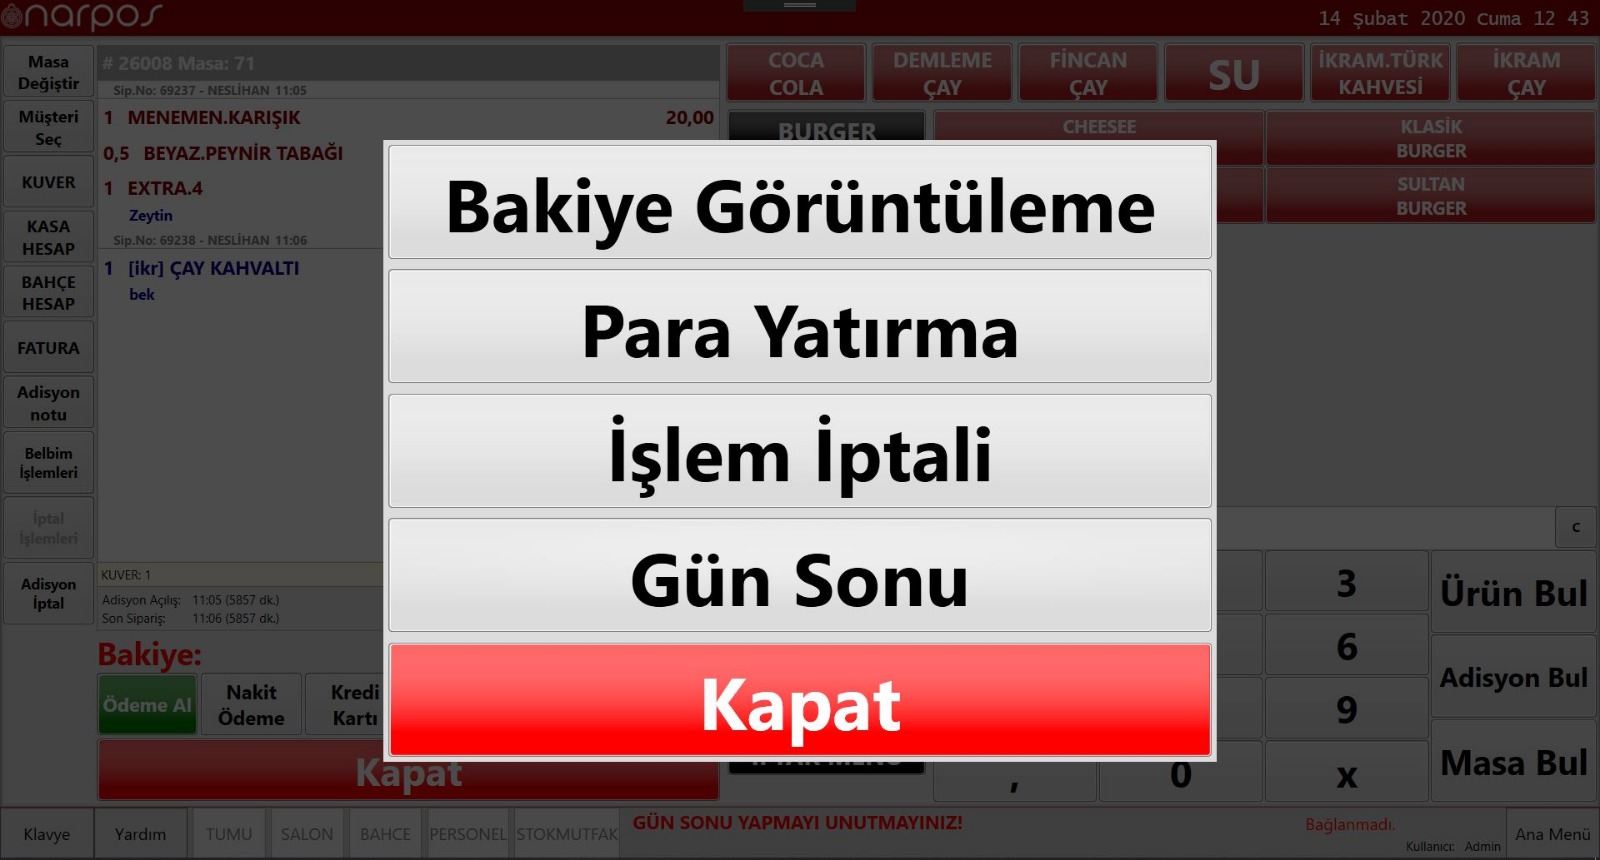 narpos
14 Şubat 2020 Cuma 12 43
Masa
Değiştir
Müşteri
Seç
KUVER
KASA
HESAP
BAHÇE
HESAP
FATURA
Adisyon
notu
Belbim
İşlemleri
İptal
İşlemleri
Adisyon
İptal
# 26008 Masa: 71
Sip.No: 69237 - NESLİHAN 11:05
1 MENEMEN.KARIŞIK 20,00
0,5 BEYAZ.PEYNİR TABAĞI
1 EXTRA.4
Zeytin
Sip.No: 69238 - NESLİHAN 11:06
1 [ikr] ÇAY KAHVALTI
bek
KUVER: 1
Adisyon Açılış: 11:05 (5857 dk.)
Son Sipariş: 11:06 (5857 dk.)
Bakiye:
Ödeme Al
Nakit
Ödeme
Kredi
Kartı
Kapat
COCA
COLA
DEMLEME
ÇAY
FİNCAN
ÇAY
SU
İKRAM.TÜRK
KAHVESİ
İKRAM
ÇAY
BURGER
CHEESEE
KLASİK
BURGER
SULTAN
BURGER
Bakiye Görüntüleme
Para Yatırma
İşlem İptali
Gün Sonu
Kapat
c
3
6
9
,
0
x
Ürün Bul
Adisyon Bul
Masa Bul
Klavye
Yardım
TUMU
SALON
BAHCE
PERSONEL
STOKMUTFAK
GÜN SONU YAPMAYI UNUTMAYINIZ!
Bağlanmadı.
Kullanıcı: Admin
Ana Menü